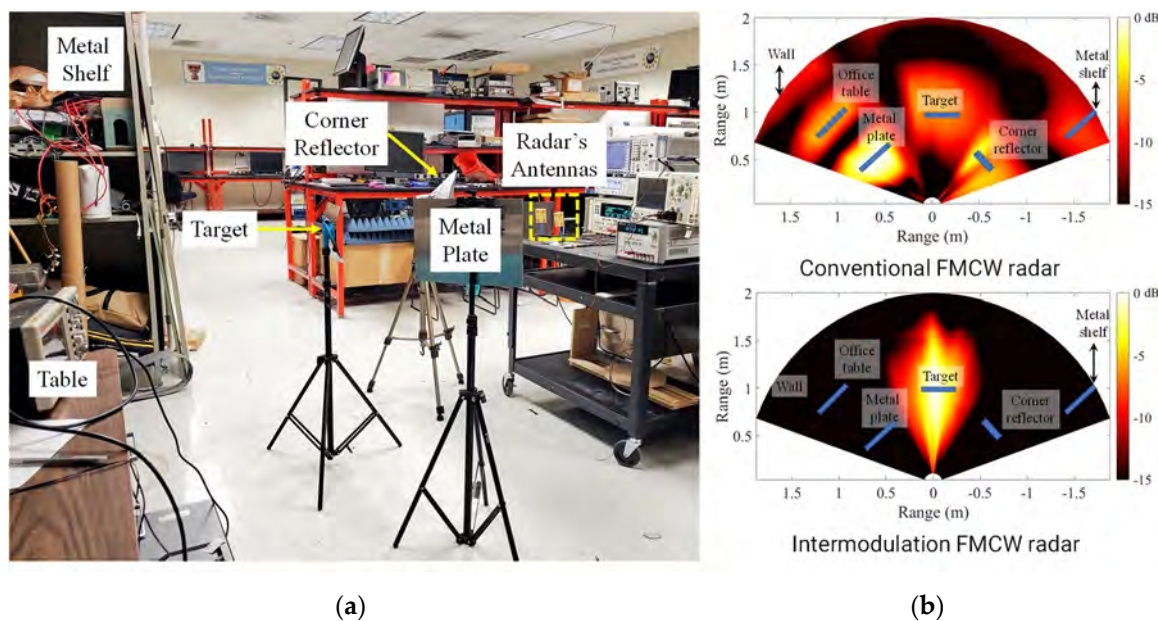 Metal
Shelf
Corner
Reflector
Radar's
Antennas
Target
Metal
Plate
Table
(a)
0 dB
2
Wall
Office
table
Metal
plate
Target
Metal
shelf
Corner
reflector
Range (m)
1.5
1
0.5
-5
-10
-15
1.5 1 0.5 0 -0.5 -1 -1.5
Range (m)
Conventional FMCW radar
0 dB
2
Metal
shelf
Office
table
Wall
Target
Metal
plate
Corner
reflector
Range (m)
1.5
1
0.5
-5
-10
-15
1.5 1 0.5 0 -0.5 -1 -1.5
Range (m)
Intermodulation FMCW radar
(b)